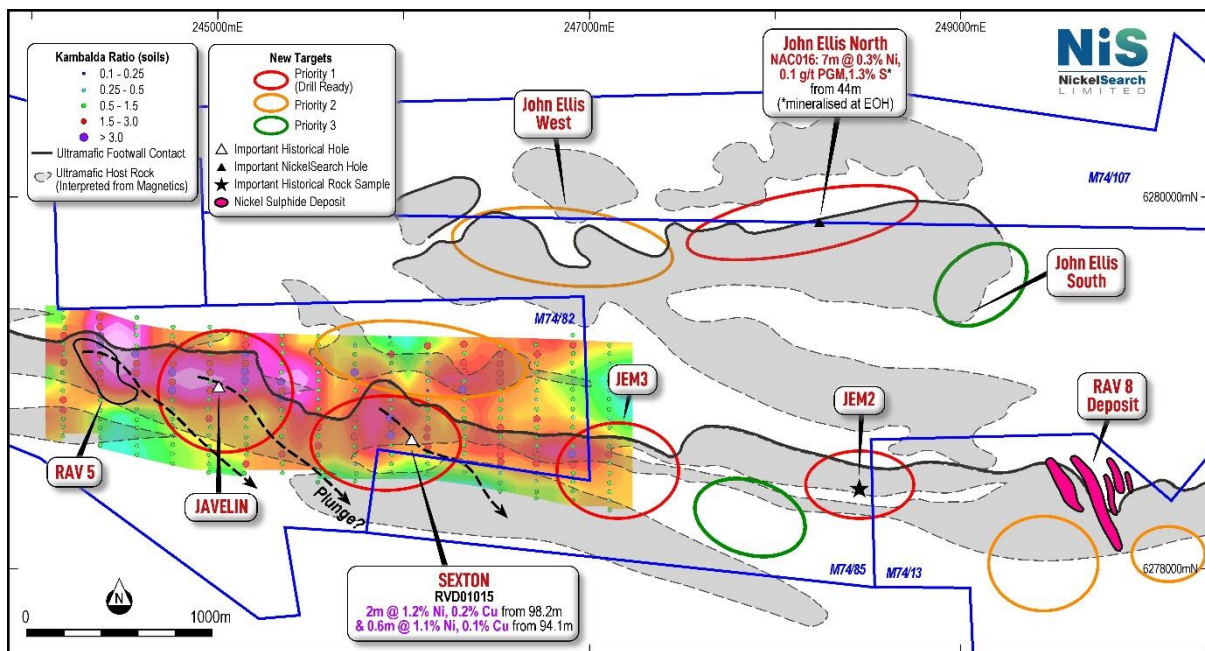 245000mE
247000mE
249000mE
Kambalda Ratio (soils)
0.1 - 0.25
0.25 - 0.5
0.5 - 1.5
1.5 - 3.0
> 3.0
Ultramafic Footwall Contact
Ultramafic Host Rock
(Interpreted from Magnetics)
New Targets
Priority 1
(Drill Ready)
Priority 2
Priority 3
Important Historical Hole
Important NickelSearch Hole
Important Historical Rock Sample
Nickel Sulphide Deposit
John Ellis
West
John Ellis North
NAC016: 7m @ 0.3% Ni,
0.1 g/t PGM,1.3% S*
from 44m
(*mineralised at EOH)
NiS
NickelSearch
LIMITED
M74/107
6280000mN
John Ellis
South
M74/82
JEM3
JEM2
RAV 8
Deposit
RAV 5
JAVELIN
Plunge?
SEXTON
RVD01015
2m @ 1.2% Ni, 0.2% Cu from 98.2m
& 0.6m @ 1.1% Ni, 0.1% Cu from 94.1m
M74/85
M74/13
6278000mN
N
0
1000m